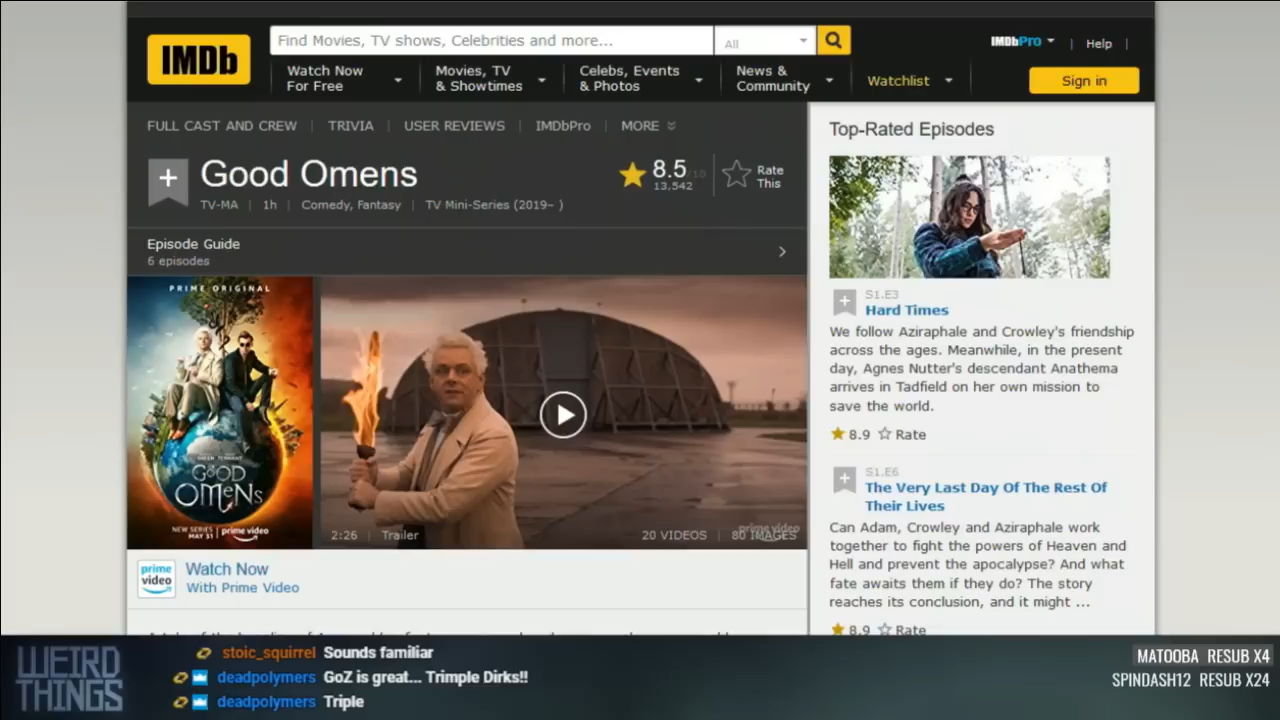 IMDb
Find Movies, TV shows, Celebrities and more...
All
IMDbPro
Help
Watch Now
For Free
Movies, TV
& Showtimes
Celebs, Events
& Photos
News &
Community
Watchlist
Sign in
FULL CAST AND CREW
TRIVIA
USER REVIEWS
IMDbPro
MORE
Good Omens
8.5/10
13,542
Rate
This
TV-MA | 1h | Comedy, Fantasy | TV Mini-Series (2019– )
Episode Guide
6 episodes
PRIME ORIGINAL
GOOD
OMENS
NEW SERIES
MAY 31
prime video
2:26 | Trailer
20 VIDEOS | 80 IMAGES
prime video
prime
video
Watch Now
With Prime Video
Top-Rated Episodes
S1.E3
Hard Times
We follow Aziraphale and Crowley's friendship
across the ages. Meanwhile, in the present
day, Agnes Nutter's descendant Anathema
arrives in Tadfield on her own mission to
save the world.
8.9 Rate
S1.E6
The Very Last Day Of The Rest Of
Their Lives
Can Adam, Crowley and Aziraphale work
together to fight the powers of Heaven and
Hell and prevent the apocalypse? And what
fate awaits them if they do? The story
reaches its conclusion, and it might ...
8.9 Rate
WEIRD
THINGS
stoic_squirrel Sounds familiar
deadpolymers GoZ is great... Trimple Dirks!!
deadpolymers Triple
MATOOBA RESUB X4
SPINDASH12 RESUB X24